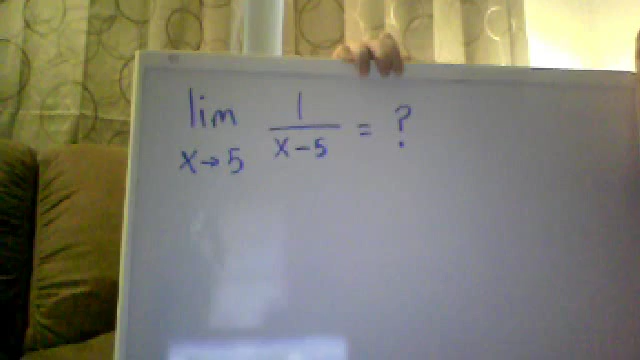 lim 1/(x-5) = ?
x→5